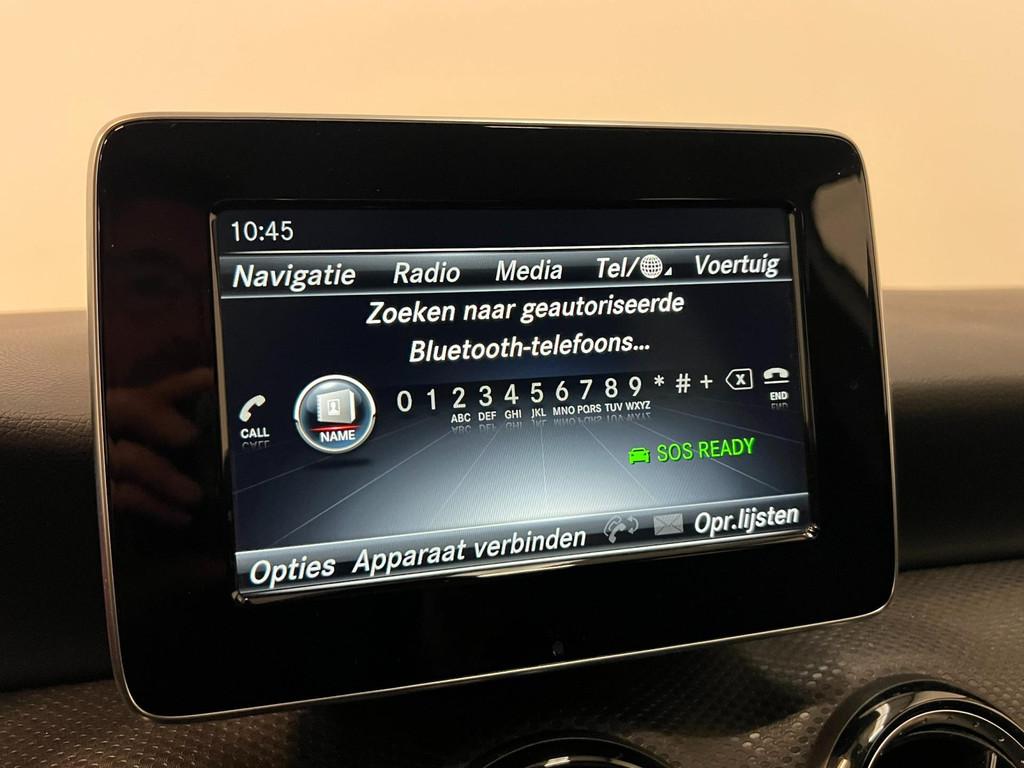 10:45
Navigatie Radio Media Tel/ Voertuig
Zoeken naar geautoriseerde
Bluetooth-telefoons...
CALL NAME 0 1 2 3 4 5 6 7 8 9 * # + X END
ABC DEF GHI JKL MNO PQRS TUV WXYZ
SOS READY
Opties Apparaat verbinden Opr.lijsten